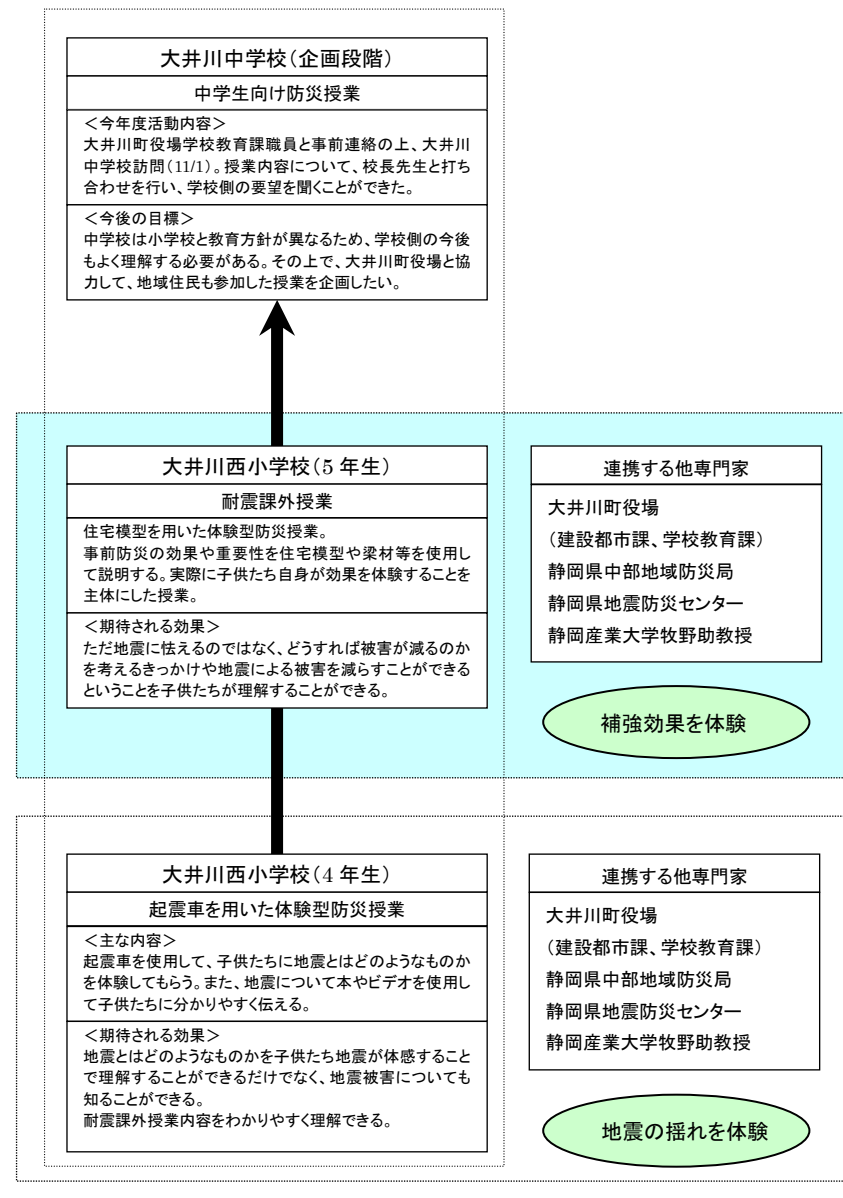 大井川中学校（企画段階）
中学生向け防災授業
＜今年度活動内容＞
大井川町役場学校教育課職員と事前連絡の上、大井川
中学校訪問（11/1）。授業内容について、校長先生と打ち
合わせを行い、学校側の要望を聞くことができた。
＜今後の目標＞
中学校は小学校と教育方針が異なるため、学校側の今後
もよく理解する必要がある。その上で、大井川町役場と協
力して、地域住民も参加した授業を企画したい。
大井川西小学校（5 年生）
耐震課外授業
住宅模型を用いた体験型防災授業。
事前防災の効果や重要性を住宅模型や梁材等を使用し
て説明する。実際に子供たち自身が効果を体験することを
主体にした授業。
＜期待される効果＞
ただ地震に怯えるのではなく、どうすれば被害が減るのか
を考えるきっかけや地震による被害を減らすことができる
ということを子供たちが理解することができる。
連携する他専門家
大井川町役場
（建設都市課、学校教育課）
静岡県中部地域防災局
静岡県地震防災センター
静岡産業大学牧野助教授
補強効果を体験
大井川西小学校（4 年生）
起震車を用いた体験型防災授業
＜主な内容＞
起震車を使用して、子供たちに地震とはどのようなものか
を体験してもらう。また、地震について本やビデオを使用し
て子供たちに分かりやすく伝える。
＜期待される効果＞
地震とはどのようなものかを子供たち地震が体感すること
で理解することができるだけでなく、地震被害についても
知ることができる。
耐震課外授業内容をわかりやすく理解できる。
連携する他専門家
大井川町役場
（建設都市課、学校教育課）
静岡県中部地域防災局
静岡県地震防災センター
静岡産業大学牧野助教授
地震の揺れを体験